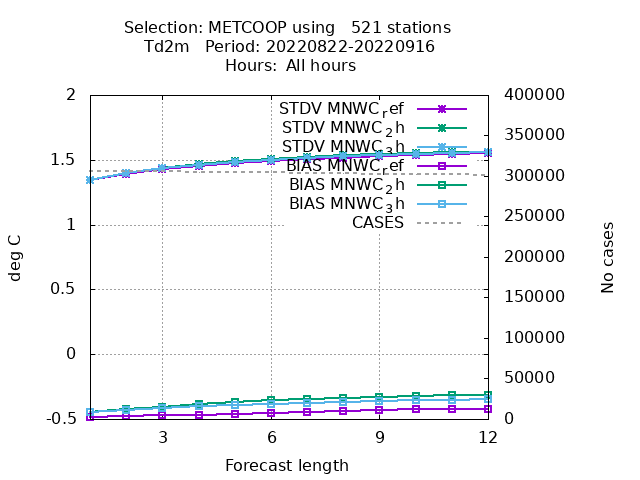 Selection: METCOOP using   521 stations
Td2m   Period: 20220822-20220916
Hours:  All hours
2
1.5
1
0.5
0
-0.5
deg C
400000
350000
300000
250000
200000
150000
100000
50000
0
No cases
STDV MNWC_ref
STDV MNWC_2h
STDV MNWC_3h
BIAS MNWC_ref
BIAS MNWC_2h
BIAS MNWC_3h
CASES
3 6 9 12
Forecast length